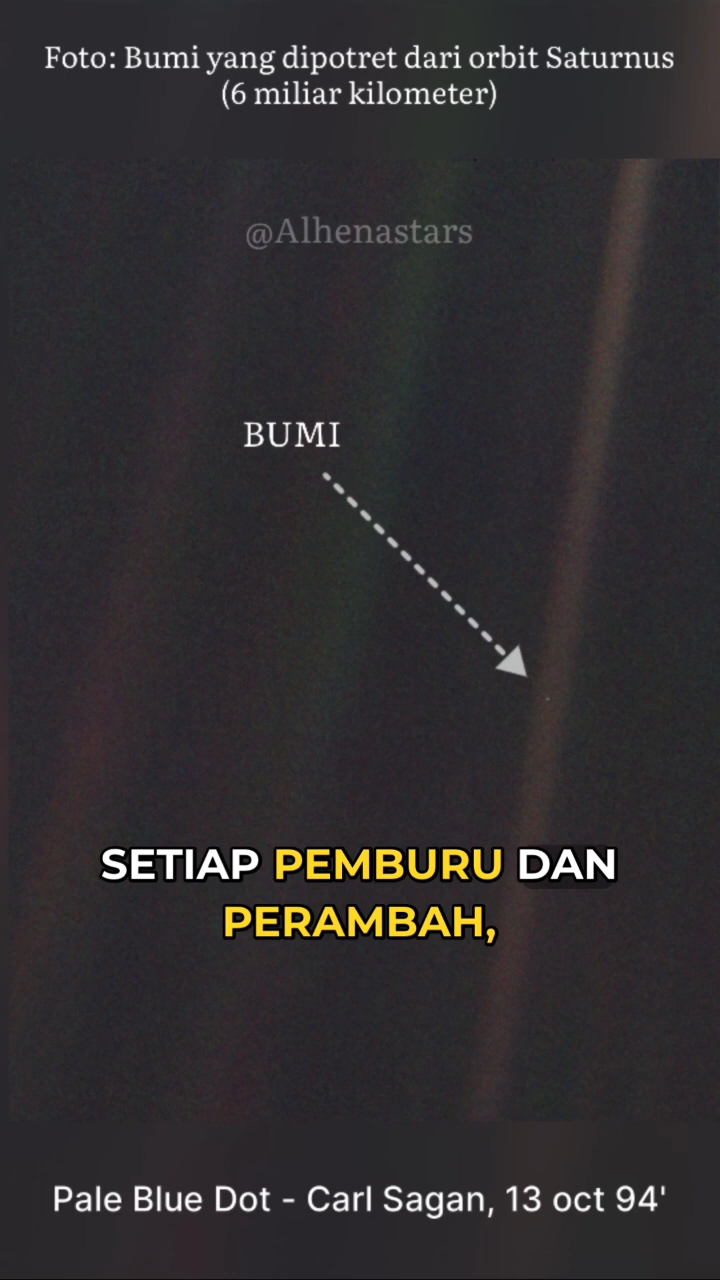 Foto: Bumi yang dipotret dari orbit Saturnus
(6 miliar kilometer)
@Alhenastars
BUMI
SETIAP PEMBURU DAN
PERAMBAH,
Pale Blue Dot - Carl Sagan, 13 oct 94'